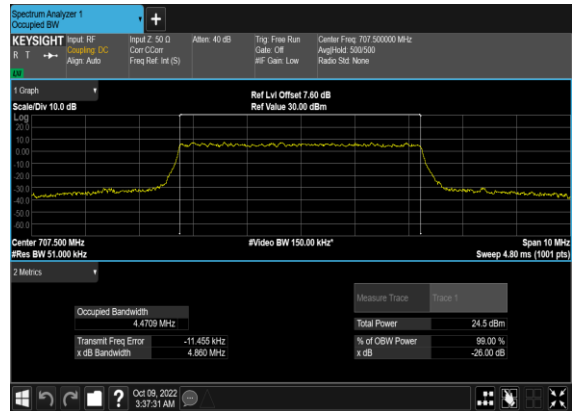 Spectrum Analyzer 1
Occupied BW
+
KEYSIGHT
R T
LV
Input: RF
Coupling: DC
Align: Auto
Input Z: 50 Ω
Corr CCorr
Freq Ref: Int (S)
Atten: 40 dB
Trig: Free Run
Gate: Off
#IF Gain: Low
Center Freq: 707.500000 MHz
Avg|Hold: 500/500
Radio Std: None
1 Graph
Scale/Div 10.0 dB
Ref Lvl Offset 7.60 dB
Ref Value 30.00 dBm
Log
20.0
10.0
0.00
-10.0
-20.0
-30.0
-40.0
-50.0
-60.0
Center 707.500 MHz
#Res BW 51.000 kHz
#Video BW 150.00 kHz*
Span 10 MHz
Sweep 4.80 ms (1001 pts)
2 Metrics
Measure Trace
Trace 1
Occupied Bandwidth
4.4709 MHz
Transmit Freq Error -11.455 kHz
x dB Bandwidth 4.860 MHz
Total Power 24.5 dBm
% of OBW Power 99.00 %
x dB -26.00 dB
?
Oct 09, 2022
3:37:31 AM